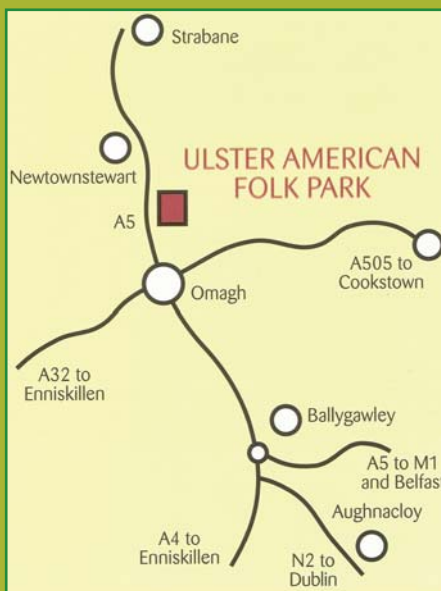 Strabane
ULSTER AMERICAN
FOLK PARK
Newtownstewart
A5
A505 to
Cookstown
Omagh
A32 to
Enniskillen
Ballygawley
A5 to M1
and Belfast
Aughnacloy
A4 to
Enniskillen
N2 to
Dublin